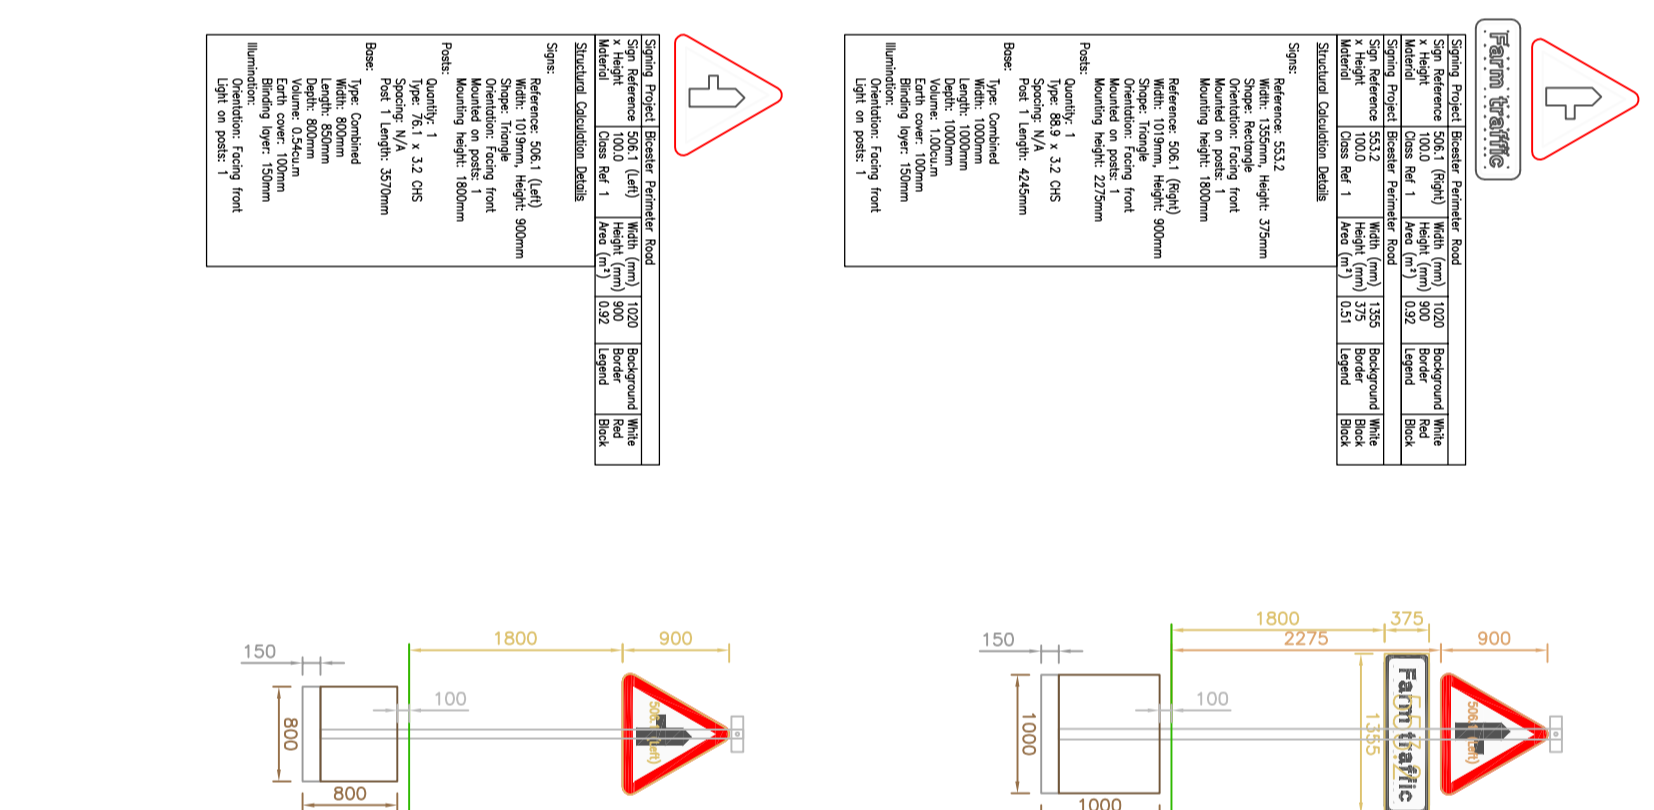 Signing Project Bicester Perimeter Road
Sign Reference 506.1 (Left) Width (mm) 1020 Background White
x Height 100.0 Height (mm) 900 Border Red
Material Class Ref 1 Area (m²) 0.92 Legend Black
Structural Calculation Details
Signs:
Reference: 506.1 (Left)
Width: 1019mm, Height: 900mm
Shape: Triangle
Orientation: Facing front
Mounted on posts: 1
Mounting height: 1800mm
Posts:
Quantity: 1
Type: 76.1 x 3.2 CHS
Spacing: N/A
Post 1 Length: 3570mm
Base:
Type: Combined
Width: 800mm
Length: 850mm
Depth: 800mm
Volume: 0.54cu.m
Earth cover: 100mm
Blinding layer: 150mm
Illumination:
Orientation: Facing front
Light on posts: 1
Farm traffic
Signing Project Bicester Perimeter Road
Sign Reference 506.1 (Right) Width (mm) 1020 Background White
x Height 100.0 Height (mm) 900 Border Red
Material Class Ref 1 Area (m²) 0.92 Legend Black
Signing Project Bicester Perimeter Road
Sign Reference 553.2 Width (mm) 1355 Background White
x Height 100.0 Height (mm) 375 Border Black
Material Class Ref 1 Area (m²) 0.51 Legend Black
Structural Calculation Details
Signs:
Reference: 553.2
Width: 1355mm, Height: 375mm
Shape: Rectangle
Orientation: Facing front
Mounted on posts: 1
Mounting height: 1800mm
Reference: 506.1 (Right)
Width: 1019mm, Height: 900mm
Shape: Triangle
Orientation: Facing front
Mounted on posts: 1
Mounting height: 2275mm
Posts:
Quantity: 1
Type: 88.9 x 3.2 CHS
Spacing: N/A
Post 1 Length: 4245mm
Base:
Type: Combined
Width: 1000mm
Length: 1000mm
Depth: 1000mm
Volume: 1.00cu.m
Earth cover: 100mm
Blinding layer: 150mm
Illumination:
Orientation: Facing front
Light on posts: 1
150
1800
900
100
800
800
1800
375
150
2275
900
100
1000
1355
Farm traffic
553.2
1000